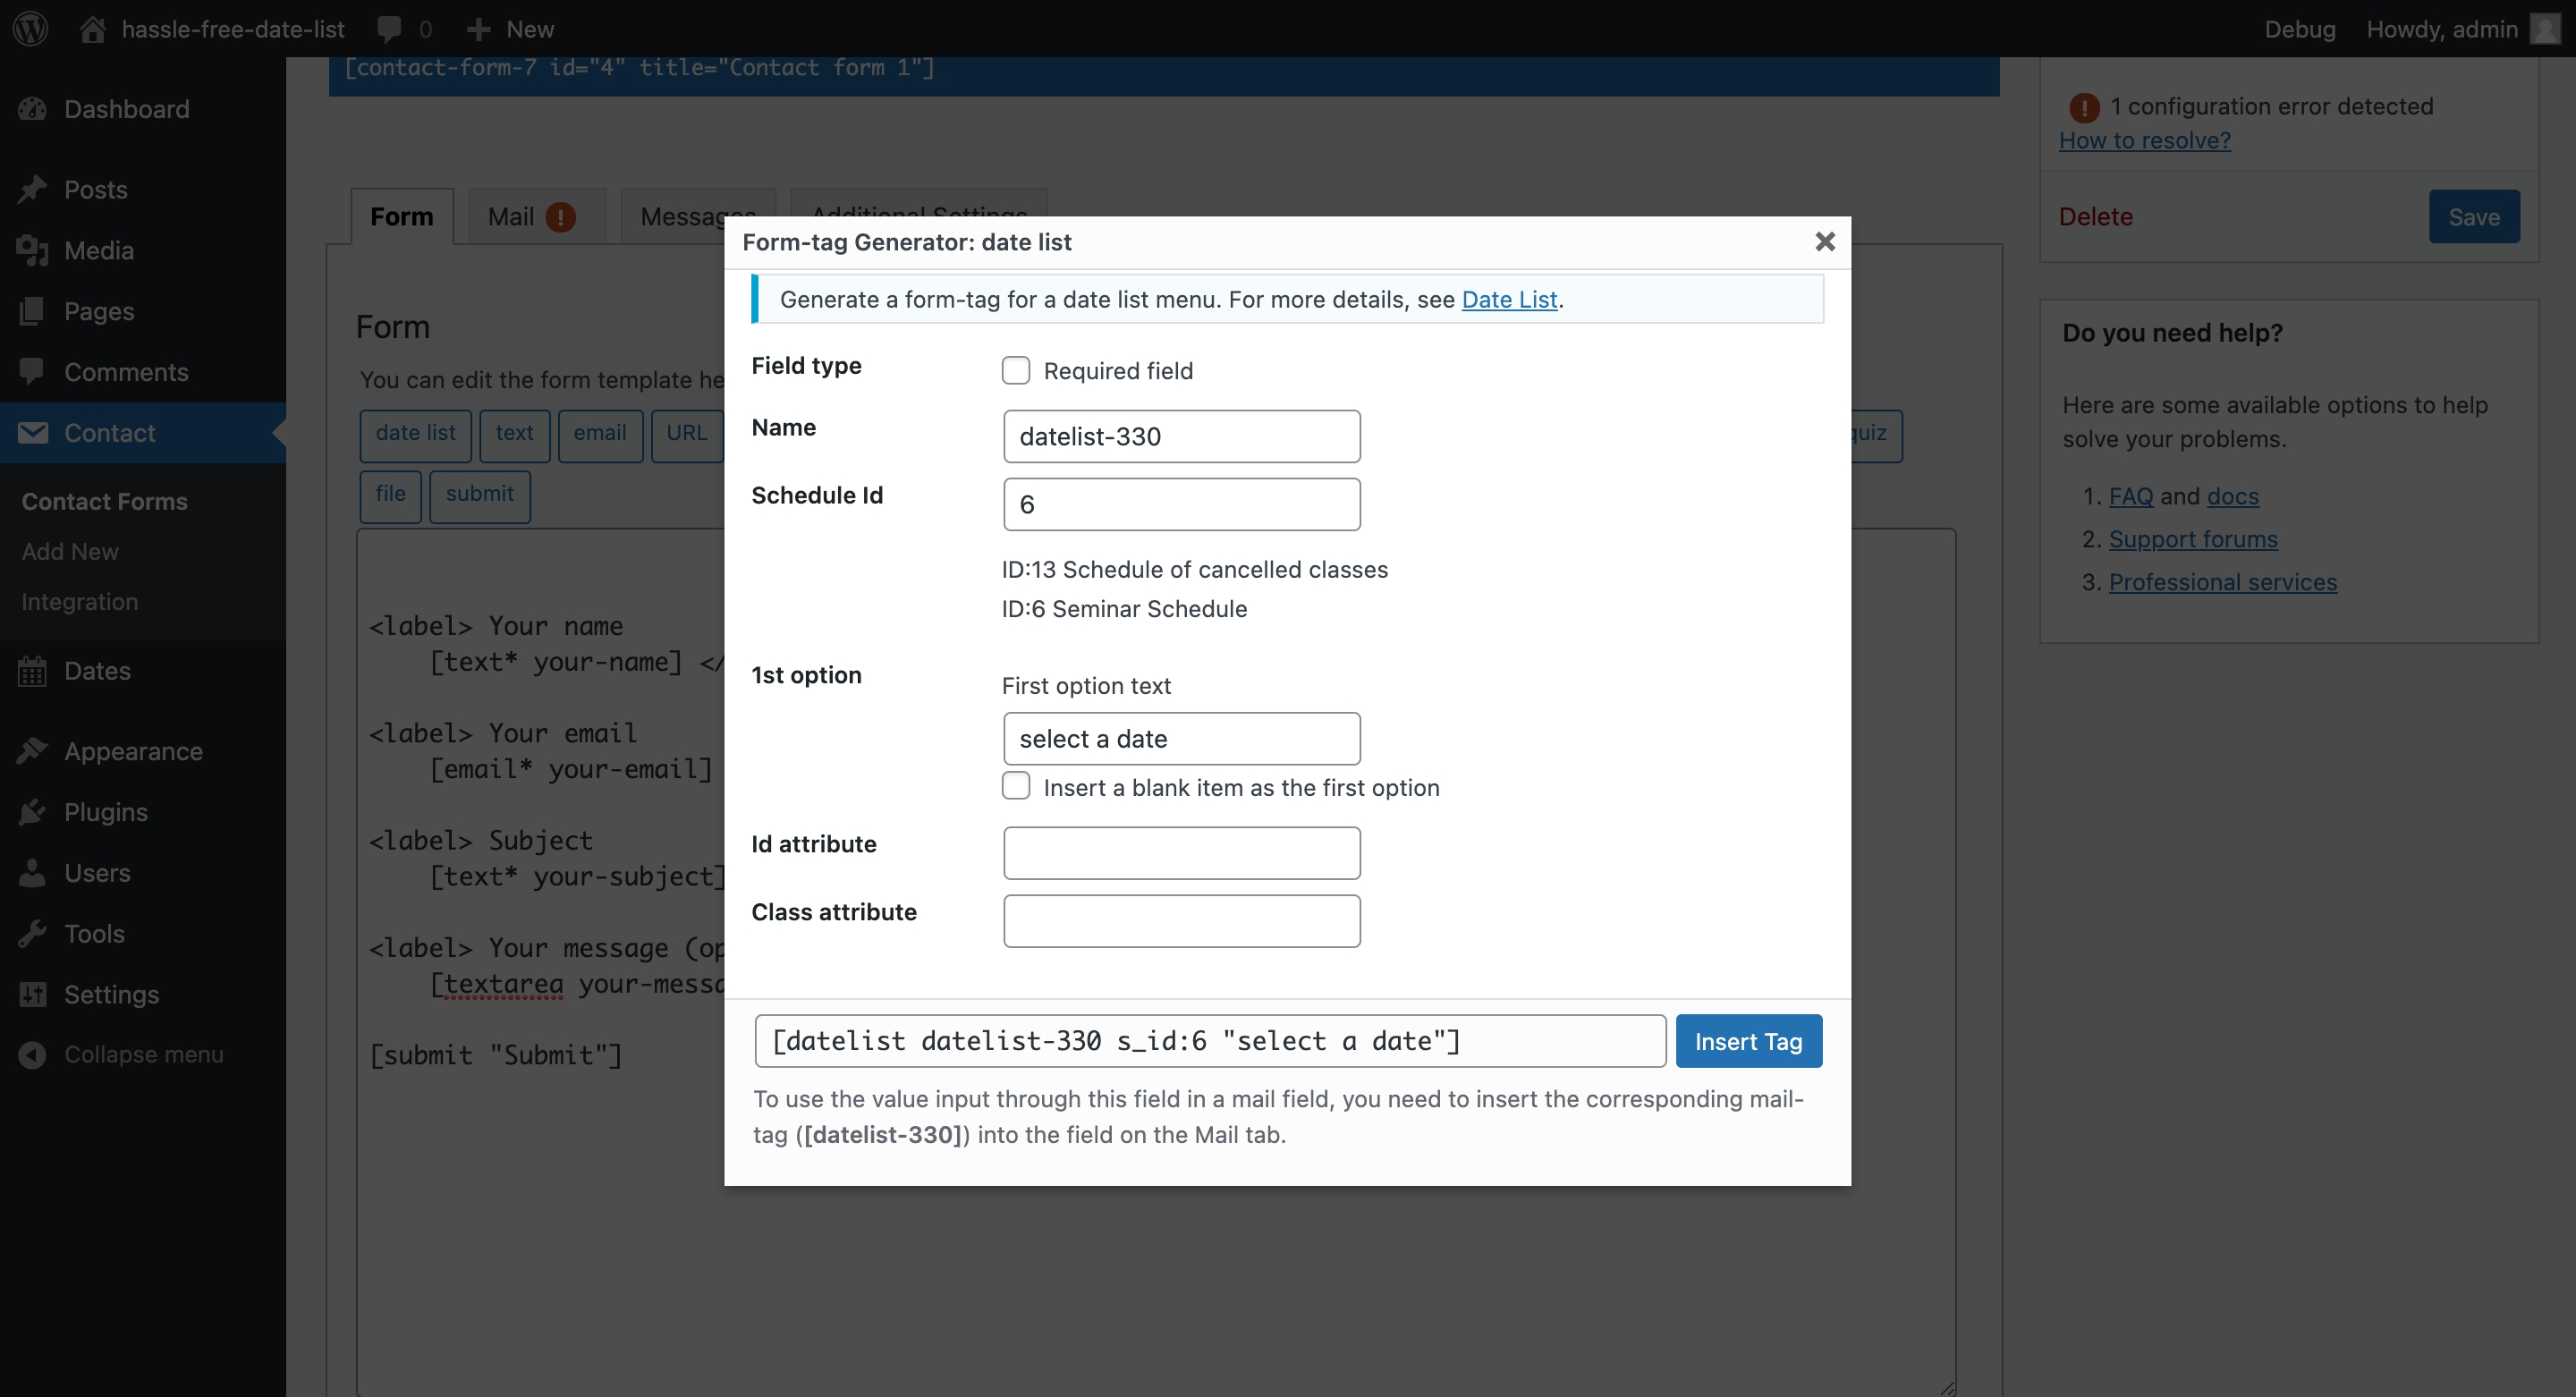 hassle-free-date-list 0 New Debug Howdy, admin
[contact-form-7 id="4" title="Contact form 1"]
Dashboard
Posts
Media
Pages
Comments
Contact
Contact Forms
Add New
Integration
Dates
Appearance
Plugins
Users
Tools
Settings
Collapse menu
Form Mail Messages Additional Settings
Form
You can edit the form template
date list text email URL quiz
file submit
<label> Your name
[text* your-name] </
<label> Your email
[email* your-email]
<label> Subject
[text* your-subject]
<label> Your message (op
[textarea your-messa
[submit "Submit"]
Form-tag Generator: date list
Generate a form-tag for a date list menu. For more details, see Date List.
Field type
Required field
Name
datelist-330
Schedule Id
6
ID:13 Schedule of cancelled classes
ID:6 Seminar Schedule
1st option
First option text
select a date
Insert a blank item as the first option
Id attribute
Class attribute
[datelist datelist-330 s_id:6 "select a date"]
Insert Tag
To use the value input through this field in a mail field, you need to insert the corresponding mail-
tag ([datelist-330]) into the field on the Mail tab.
1 configuration error detected
How to resolve?
Delete Save
Do you need help?
Here are some available options to help
solve your problems.
1. FAQ and docs
2. Support forums
3. Professional services